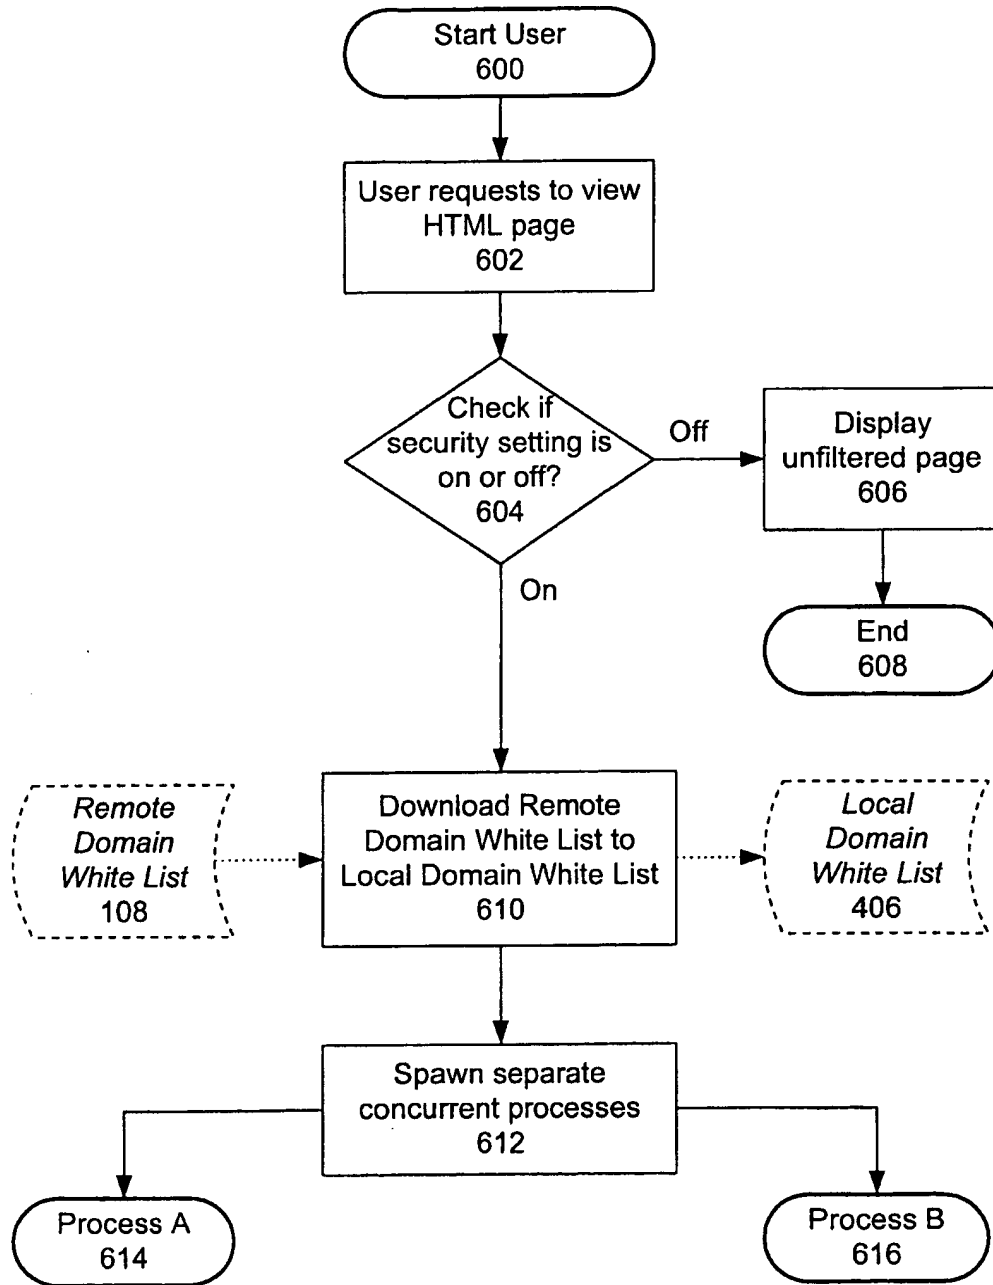 Start User
600
User requests to view
HTML page
602
Check if
security setting is
on or off?
604
Off
Display
unfiltered page
606
On
End
608
Remote
Domain
White List
108
Download Remote
Domain White List to
Local Domain White List
610
Local
Domain
White List
406
Spawn separate
concurrent processes
612
Process A
614
Process B
616